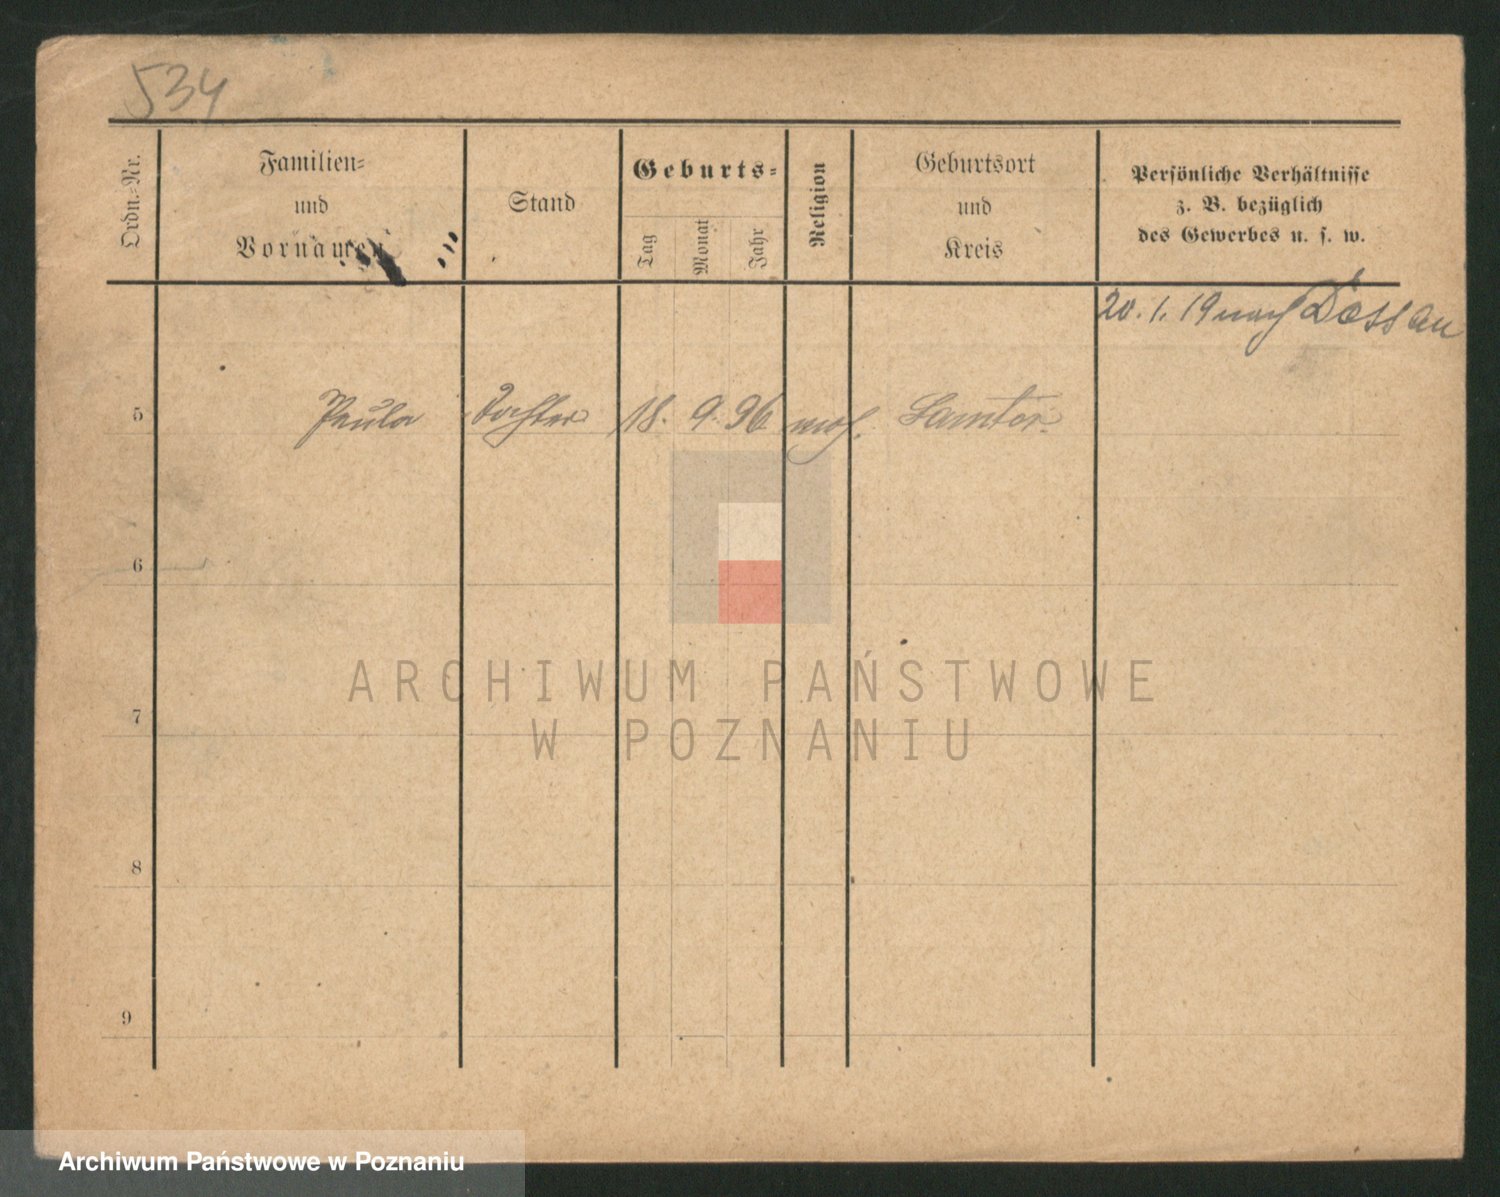 534
Ordn.=Nr.
Familien=
und
Vornamen
Stand
Geburts=
Tag
Monat
Jahr
Religion
Geburtsort
und
Kreis
Persönliche Verhältnisse
z. B. bezüglich
des Gewerbes u. s. w.
20. 1. 19 nach Dessau
5 Paula Tochter 18. 9. 96 mos. Samter.
6
7
8
9
ARCHIWUM PAŃSTWOWE
W POZNANIU
Archiwum Państwowe w Poznaniu